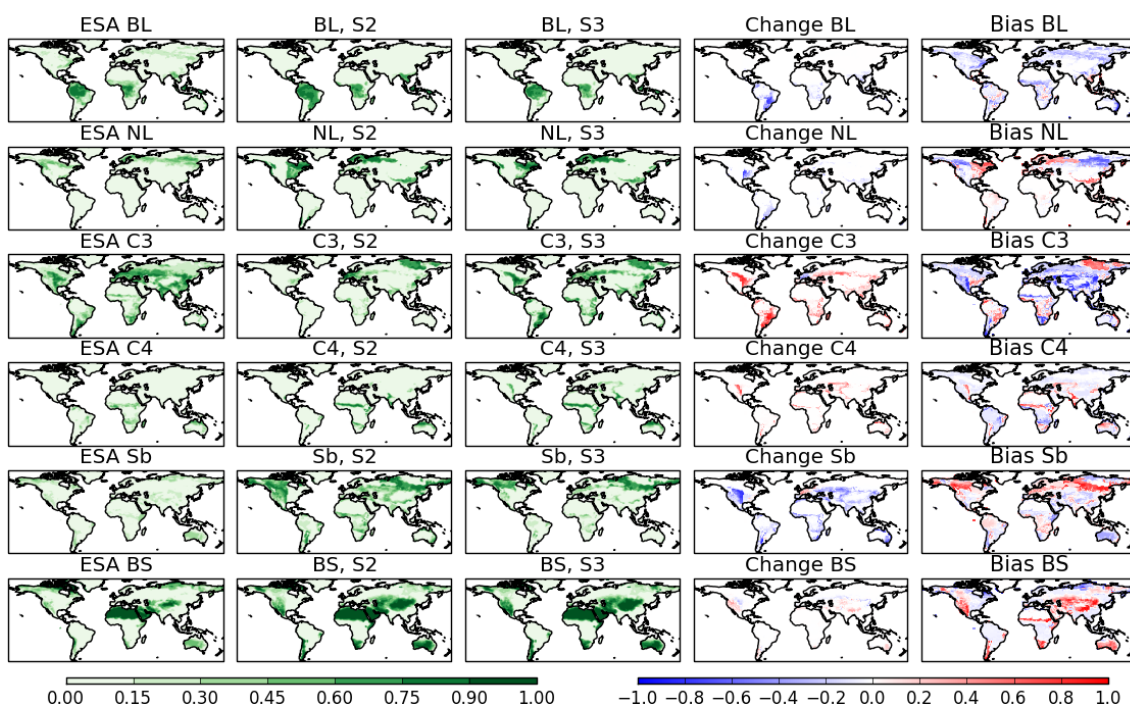 ESA BL BL, S2 BL, S3 Change BL Bias BL
ESA NL NL, S2 NL, S3 Change NL Bias NL
ESA C3 C3, S2 C3, S3 Change C3 Bias C3
ESA C4 C4, S2 C4, S3 Change C4 Bias C4
ESA Sb Sb, S2 Sb, S3 Change Sb Bias Sb
ESA BS BS, S2 BS, S3 Change BS Bias BS
0.00 0.15 0.30 0.45 0.60 0.75 0.90 1.00 −1.0 −0.8 −0.6 −0.4 −0.2 0.0 0.2 0.4 0.6 0.8 1.0